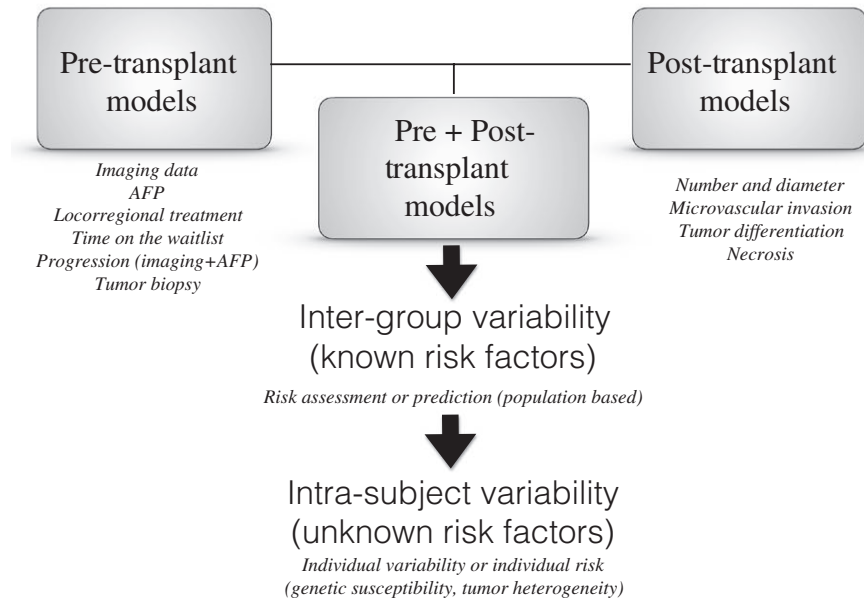 Pre-transplant
models
Imaging data
AFP
Locorregional treatment
Time on the waitlist
Progression (imaging+AFP)
Tumor biopsy
Pre + Post-
transplant
models
Post-transplant
models
Number and diameter
Microvascular invasion
Tumor differentiation
Necrosis
Inter-group variability
(known risk factors)
Risk assessment or prediction (population based)
Intra-subject variability
(unknown risk factors)
Individual variability or individual risk
(genetic susceptibility, tumor heterogeneity)